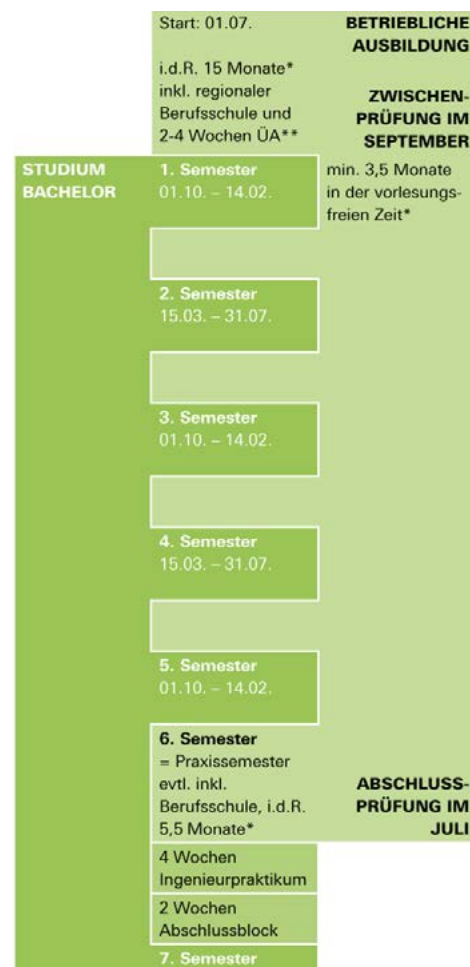 Start: 01.07.
BETRIEBLICHE
AUSBILDUNG
i.d.R. 15 Monate*
inkl. regionaler
Berufsschule und
2-4 Wochen ÜA**
ZWISCHEN-
PRÜFUNG IM
SEPTEMBER
STUDIUM
BACHELOR
1. Semester
01.10. – 14.02.
min. 3,5 Monate
in der vorlesungs-
freien Zeit*
2. Semester
15.03. – 31.07.
3. Semester
01.10. – 14.02.
4. Semester
15.03. – 31.07.
5. Semester
01.10. – 14.02.
6. Semester
= Praxissemester
evtl. inkl.
Berufsschule, i.d.R.
5,5 Monate*
ABSCHLUSS-
PRÜFUNG IM
JULI
4 Wochen
Ingenieurpraktikum
2 Wochen
Abschlussblock
7. Semester